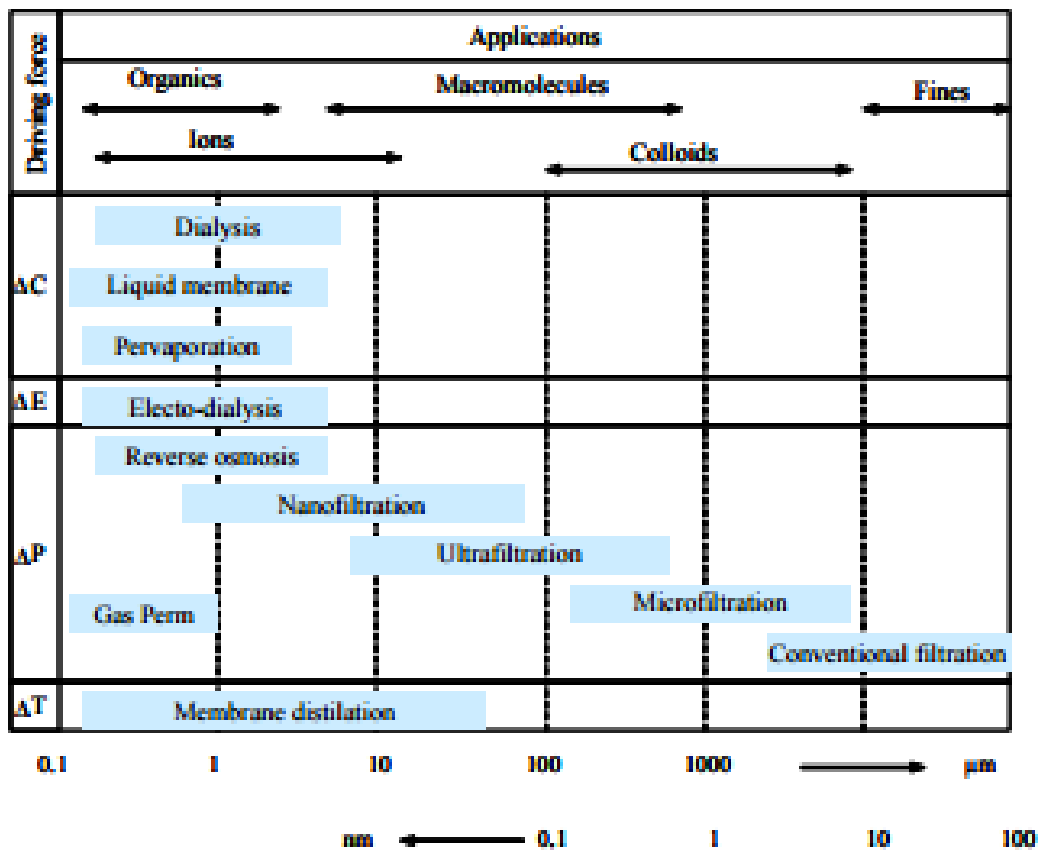 Driving force
Applications
Organics
Macromolecules
Fines
Ions
Colloids
ΔC
Dialysis
Liquid membrane
Pervaporation
ΔE
Electo-dialysis
ΔP
Reverse osmosis
Nanofiltration
Ultrafiltration
Microfiltration
Gas Perm
Conventional filtration
ΔT
Membrane distilation
0,1 1 10 100 1000 μm
nm 0,1 1 10 100